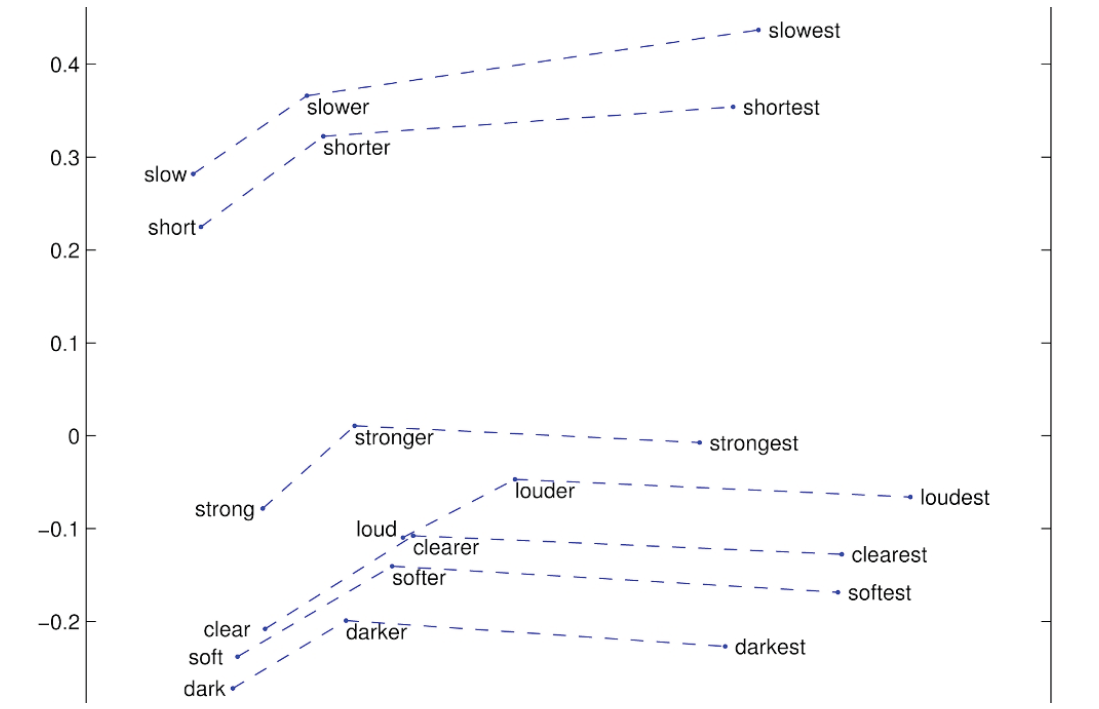 slowest
0.4
slower
shortest
shorter
0.3
slow
short
0.2
0.1
0
stronger
strongest
louder
loudest
strong
loud
−0.1
clearer
clearest
softer
softest
−0.2
clear
darker
darkest
soft
dark